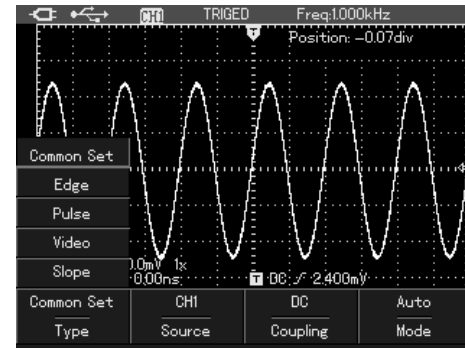 CH1 TRIGED Freq:1.000kHz
T
Position: -0.07div
Common Set
Edge
Pulse
Video
Slope
.0mV 1x
0.00ns
T DC: 2.400mV
Common Set CH1 DC Auto
Type Source Coupling Mode